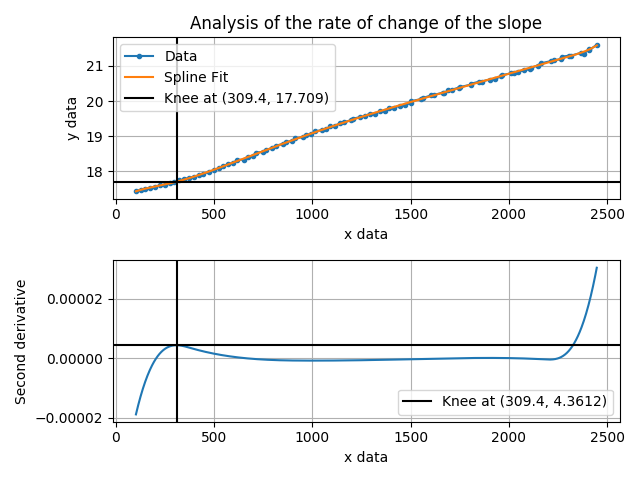 Analysis of the rate of change of the slope
Data
Spline Fit
Knee at (309.4, 17.709)
y data
21
20
19
18
0
500
1000
1500
2000
2500
x data
Second derivative
0.00002
0.00000
−0.00002
Knee at (309.4, 4.3612)
0
500
1000
1500
2000
2500
x data